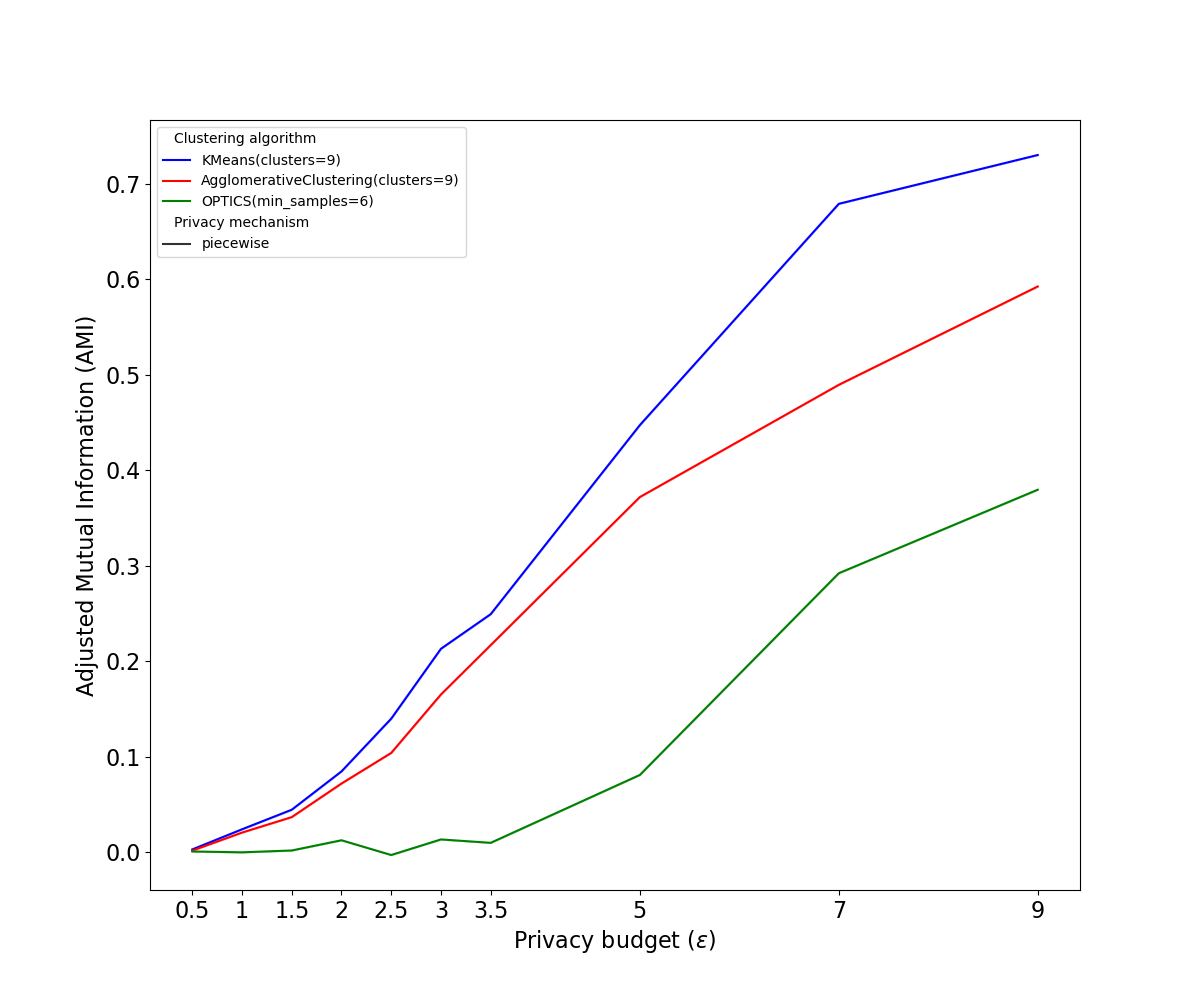 Clustering algorithm
KMeans(clusters=9)
AgglomerativeClustering(clusters=9)
OPTICS(min_samples=6)
Privacy mechanism
piecewise
Adjusted Mutual Information (AMI)
0.7
0.6
0.5
0.4
0.3
0.2
0.1
0.0
0.5 1 1.5 2 2.5 3 3.5 5 7 9
Privacy budget (ε)